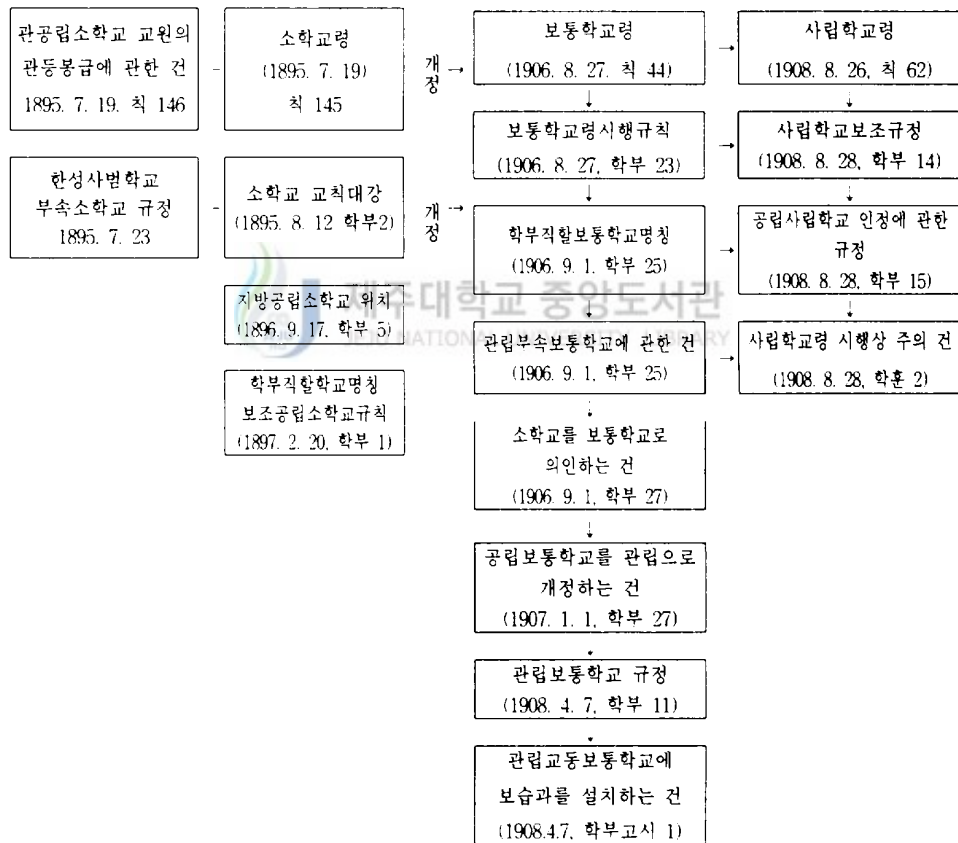 관공립소학교 교원의
관등봉급에 관한 건
1895. 7. 19. 칙 146
소학교령
(1895. 7. 19)
칙 145
개
정
보통학교령
(1906. 8. 27. 칙 44)
사립학교령
(1908. 8. 26, 칙 62)
보통학교령시행규칙
(1906. 8. 27, 학부 23)
사립학교보조규정
(1908. 8. 28, 학부 14)
한성사범학교
부속소학교 규정
1895. 7. 23
소학교 교칙대강
(1895. 8. 12 학부2)
개
정
학부직할보통학교명칭
(1906. 9. 1. 학부 25)
공립사립학교 인정에 관한
규정
(1908. 8. 28, 학부 15)
지방공립소학교 위치
(1896. 9. 17, 학부 5)
제주대학교 중앙도서관
JEJU NATIONAL UNIVERSITY LIBRARY
관립부속보통학교에 관한 건
(1906. 9. 1, 학부 25)
사립학교령 시행상 주의 건
(1908. 8. 28, 학훈 2)
학부직할학교명칭
보조공립소학교규칙
(1897. 2. 20, 학부 1)
소학교를 보통학교로
의인하는 건
(1906. 9. 1, 학부 27)
공립보통학교를 관립으로
개정하는 건
(1907. 1. 1, 학부 27)
관립보통학교 규정
(1908. 4. 7, 학부 11)
관립교동보통학교에
보습과를 설치하는 건
(1908.4.7, 학부고시 1)